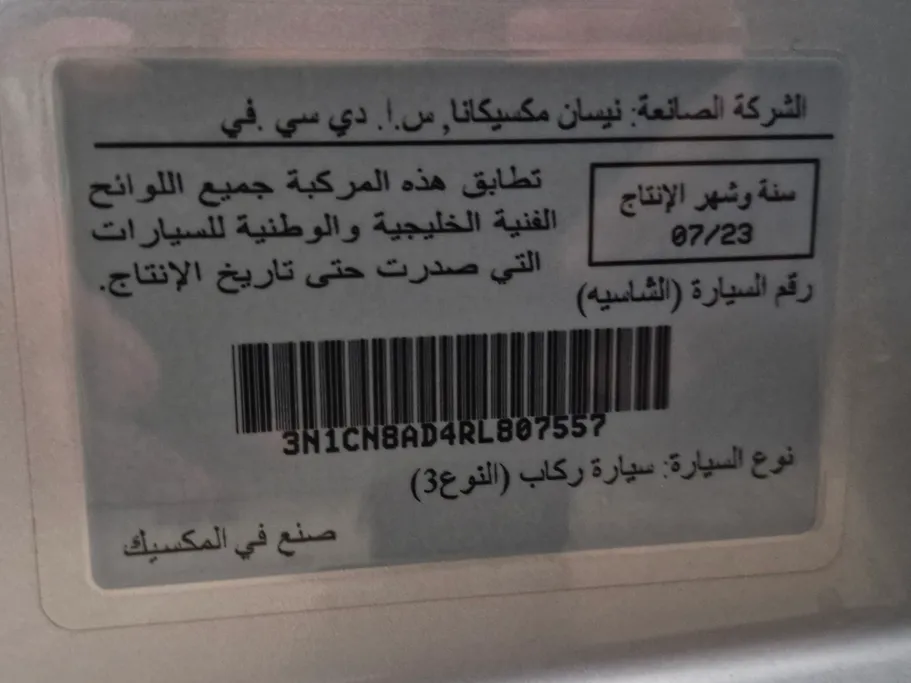 الشركة الصانعة: نيسان مكسيكانا, س.ا. دي سي .في
سنة وشهر الإنتاج
07/23
تطابق هذه المركبة جميع اللوائح
الفنية الخليجية والوطنية للسيارات
التي صدرت حتى تاريخ الإنتاج.
رقم السيارة (الشاسيه)
3N1CN8AD4RL807557
نوع السيارة: سيارة ركاب (النوع3)
صنع في المكسيك